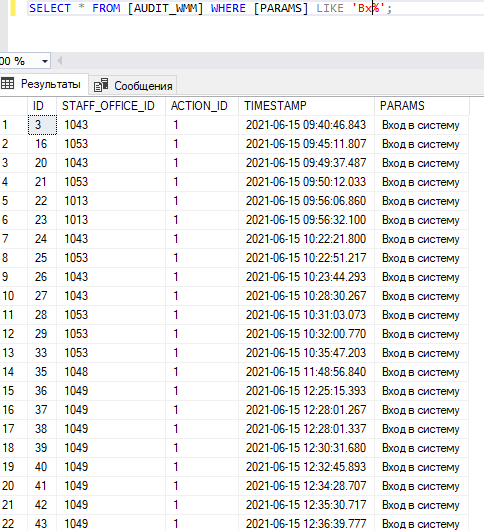 SELECT * FROM [AUDIT_WMM] WHERE [PARAMS] LIKE 'Вх%';
00 %
Результаты Сообщения
ID STAFF_OFFICE_ID ACTION_ID TIMESTAMP PARAMS
1 3 1043 1 2021-06-15 09:40:46.843 Вход в систему
2 16 1053 1 2021-06-15 09:45:11.807 Вход в систему
3 20 1043 1 2021-06-15 09:49:37.487 Вход в систему
4 21 1053 1 2021-06-15 09:50:12.033 Вход в систему
5 22 1013 1 2021-06-15 09:56:06.860 Вход в систему
6 23 1013 1 2021-06-15 09:56:32.100 Вход в систему
7 24 1043 1 2021-06-15 10:22:21.800 Вход в систему
8 25 1053 1 2021-06-15 10:22:51.217 Вход в систему
9 26 1043 1 2021-06-15 10:23:44.293 Вход в систему
10 27 1043 1 2021-06-15 10:28:30.267 Вход в систему
11 28 1053 1 2021-06-15 10:31:03.073 Вход в систему
12 29 1053 1 2021-06-15 10:32:00.770 Вход в систему
13 33 1053 1 2021-06-15 10:35:47.203 Вход в систему
14 35 1048 1 2021-06-15 11:48:56.840 Вход в систему
15 36 1049 1 2021-06-15 12:25:15.393 Вход в систему
16 37 1049 1 2021-06-15 12:28:01.267 Вход в систему
17 38 1049 1 2021-06-15 12:28:01.337 Вход в систему
18 39 1049 1 2021-06-15 12:30:31.680 Вход в систему
19 40 1049 1 2021-06-15 12:32:45.893 Вход в систему
20 41 1049 1 2021-06-15 12:34:28.707 Вход в систему
21 42 1049 1 2021-06-15 12:35:30.717 Вход в систему
22 43 1049 1 2021-06-15 12:36:39.777 Вход в систему